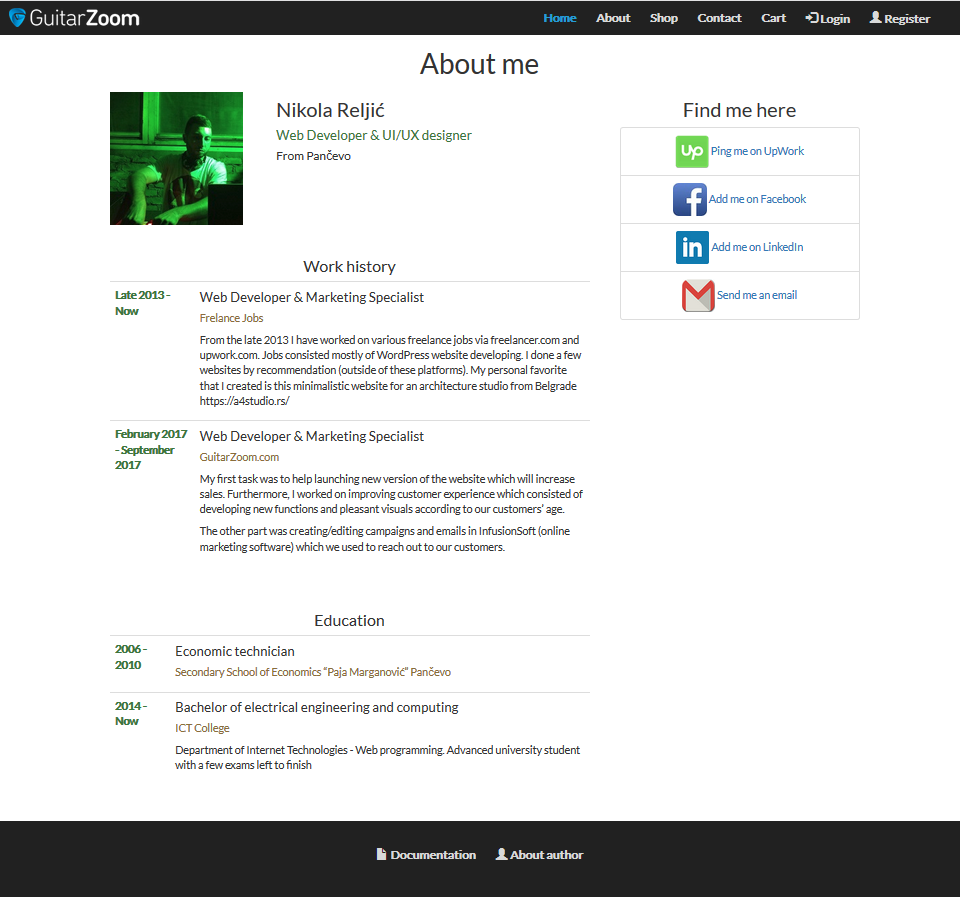 GuitarZoom
Home About Shop Contact Cart Login Register
About me
Nikola Reljić
Web Developer & UI/UX designer
From Pančevo
Find me here
Up Ping me on UpWork
f Add me on Facebook
in Add me on LinkedIn
Send me an email
Work history
Late 2013 -
Now
Web Developer & Marketing Specialist
Frelance Jobs
From the late 2013 I have worked on various freelance jobs via freelancer.com and
upwork.com. Jobs consisted mostly of WordPress website developing. I done a few
websites by recommendation (outside of these platforms). My personal favorite
that I created is this minimalistic website for an architecture studio from Belgrade
https://a4studio.rs/
February 2017
- September
2017
Web Developer & Marketing Specialist
GuitarZoom.com
My first task was to help launching new version of the website which will increase
sales. Furthermore, I worked on improving customer experience which consisted of
developing new functions and pleasant visuals according to our customers’ age.
The other part was creating/editing campaigns and emails in InfusionSoft (online
marketing software) which we used to reach out to our customers.
Education
2006 -
2010
Economic technician
Secondary School of Economics “Paja Marganović” Pančevo
2014 -
Now
Bachelor of electrical engineering and computing
ICT College
Department of Internet Technologies - Web programming. Advanced university student
with a few exams left to finish
Documentation About author